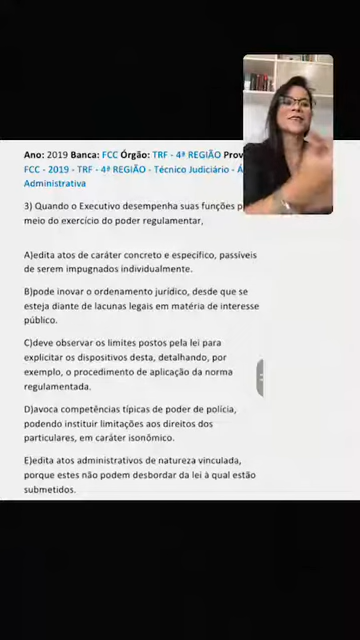 Ano: 2019 Banca: FCC Órgão: TRF - 4ª REGIÃO
FCC - 2019 - TRF - 4ª REGIÃO - Técnico Judiciário -
Administrativa
3) Quando o Executivo desempenha suas funções
meio do exercício do poder regulamentar,
A)edita atos de caráter concreto e específico, passíveis
de serem impugnados individualmente.
B)pode inovar o ordenamento jurídico, desde que se
esteja diante de lacunas legais em matéria de interesse
público.
C)deve observar os limites postos pela lei para
explicitar os dispositivos desta, detalhando, por
exemplo, o procedimento de aplicação da norma
regulamentada.
D)avoca competências típicas de poder de polícia,
podendo instituir limitações aos direitos dos
particulares, em caráter isonômico.
E)edita atos administrativos de natureza vinculada,
porque estes não podem desbordar da lei à qual estão
submetidos.